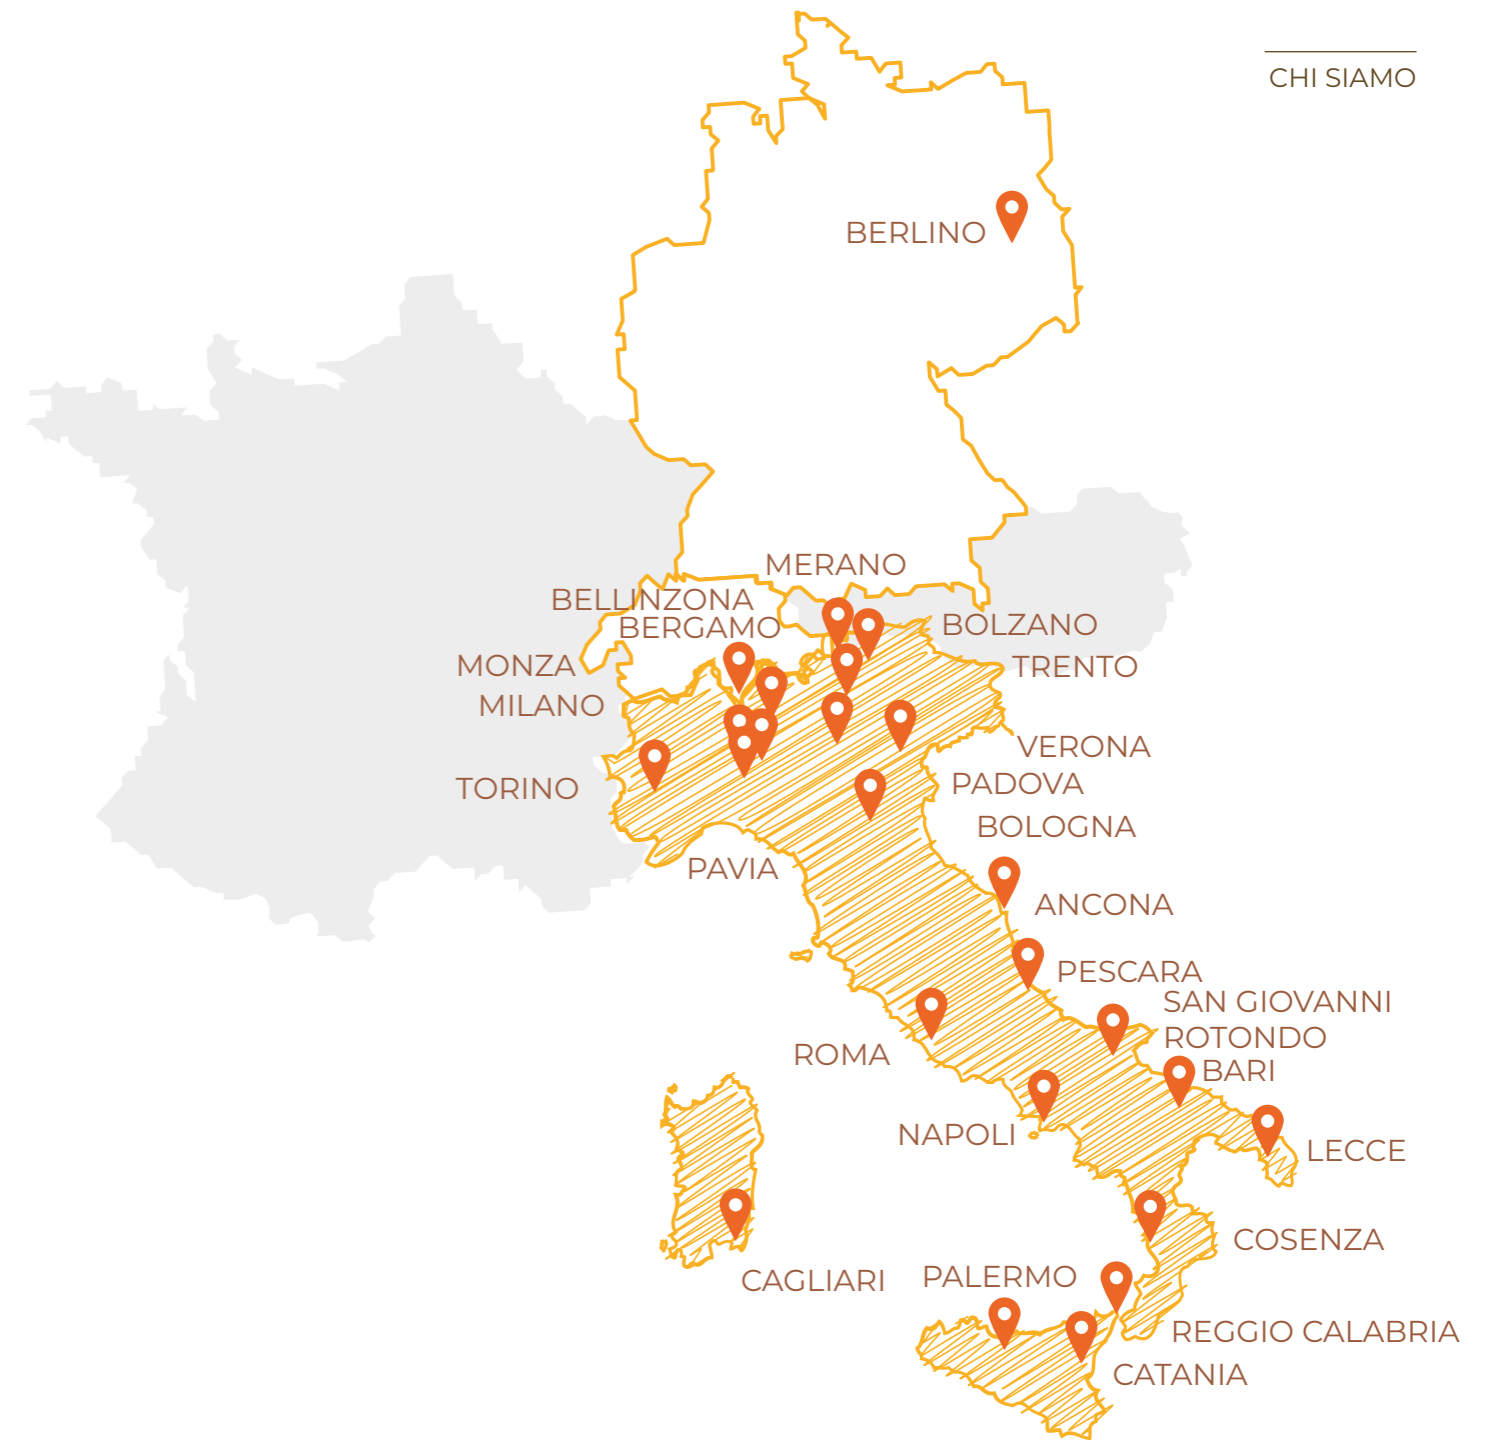 CHI SIAMO
BERLINO
MERANO
BELLINZONA
BERGAMO
BOLZANO
MONZA
TRENTO
MILANO
VERONA
TORINO
PADOVA
BOLOGNA
PAVIA
ANCONA
PESCARA
SAN GIOVANNI
ROTONDO
ROMA
BARI
NAPOLI
LECCE
COSENZA
CAGLIARI
PALERMO
REGGIO CALABRIA
CATANIA